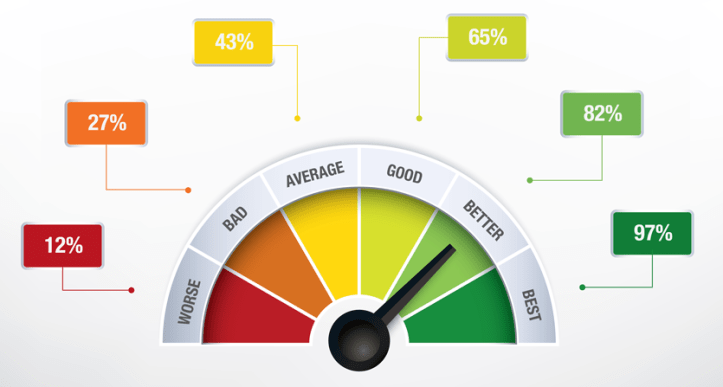 43%
65%
27%
82%
12%
97%
WORSE
BAD
AVERAGE
GOOD
BETTER
BEST